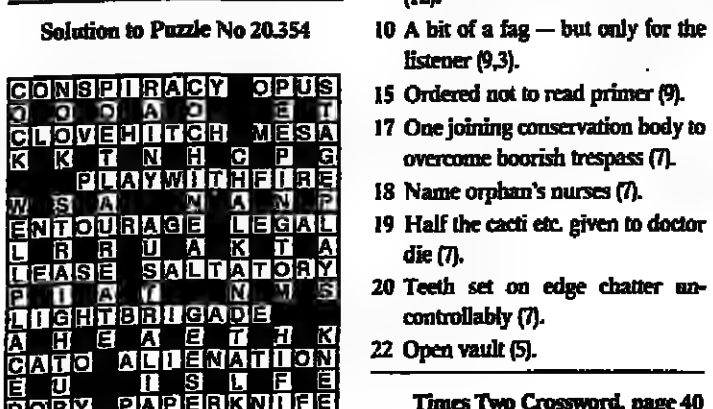 Solution to Puzzle No 20.354
CONSPIRACY OPUS
O O O A O E T
CLOVEHITCH MESA
K K T N H C P G
PLAYWITHFIRE
W S A N A N P
ENTOURAGE LEGAL
L R R U A K T A
LEASE SALTATORY
P I A T N M S
LIGHTBRIGADE
A H E A E T H K
CATO ALIENATION
E U I S L F E
PAPERKNIFE
10 A bit of a fag — but only for the
listener (9,3).
15 Ordered not to read primer (9).
17 One joining conservation body to
overcome boorish trespass (7).
18 Name orphan's nurses (7).
19 Half the cacti etc. given to doctor
die (7).
20 Teeth set on edge chatter un-
controllably (7).
22 Open vault (5).
Times Two Crossword, page 40